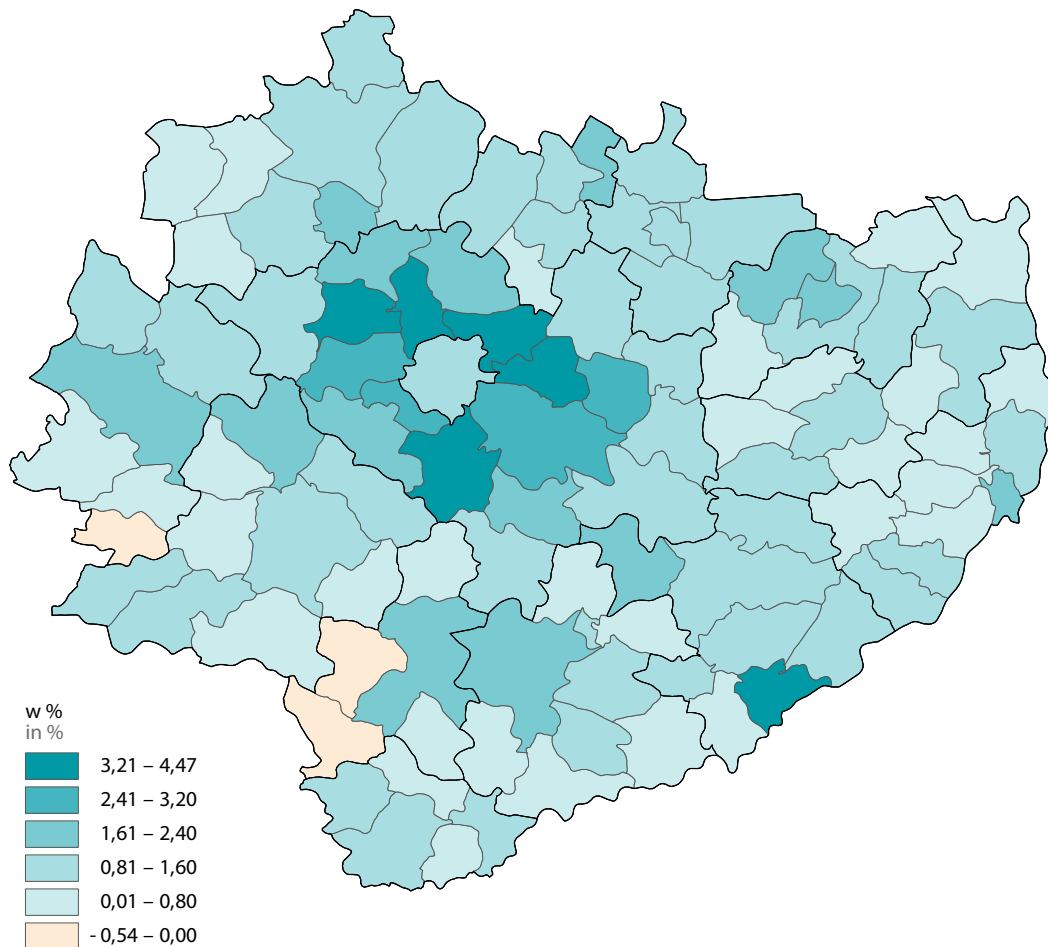 w %
in %
3,21 – 4,47
2,41 – 3,20
1,61 – 2,40
0,81 – 1,60
0,01 – 0,80
- 0,54 – 0,00